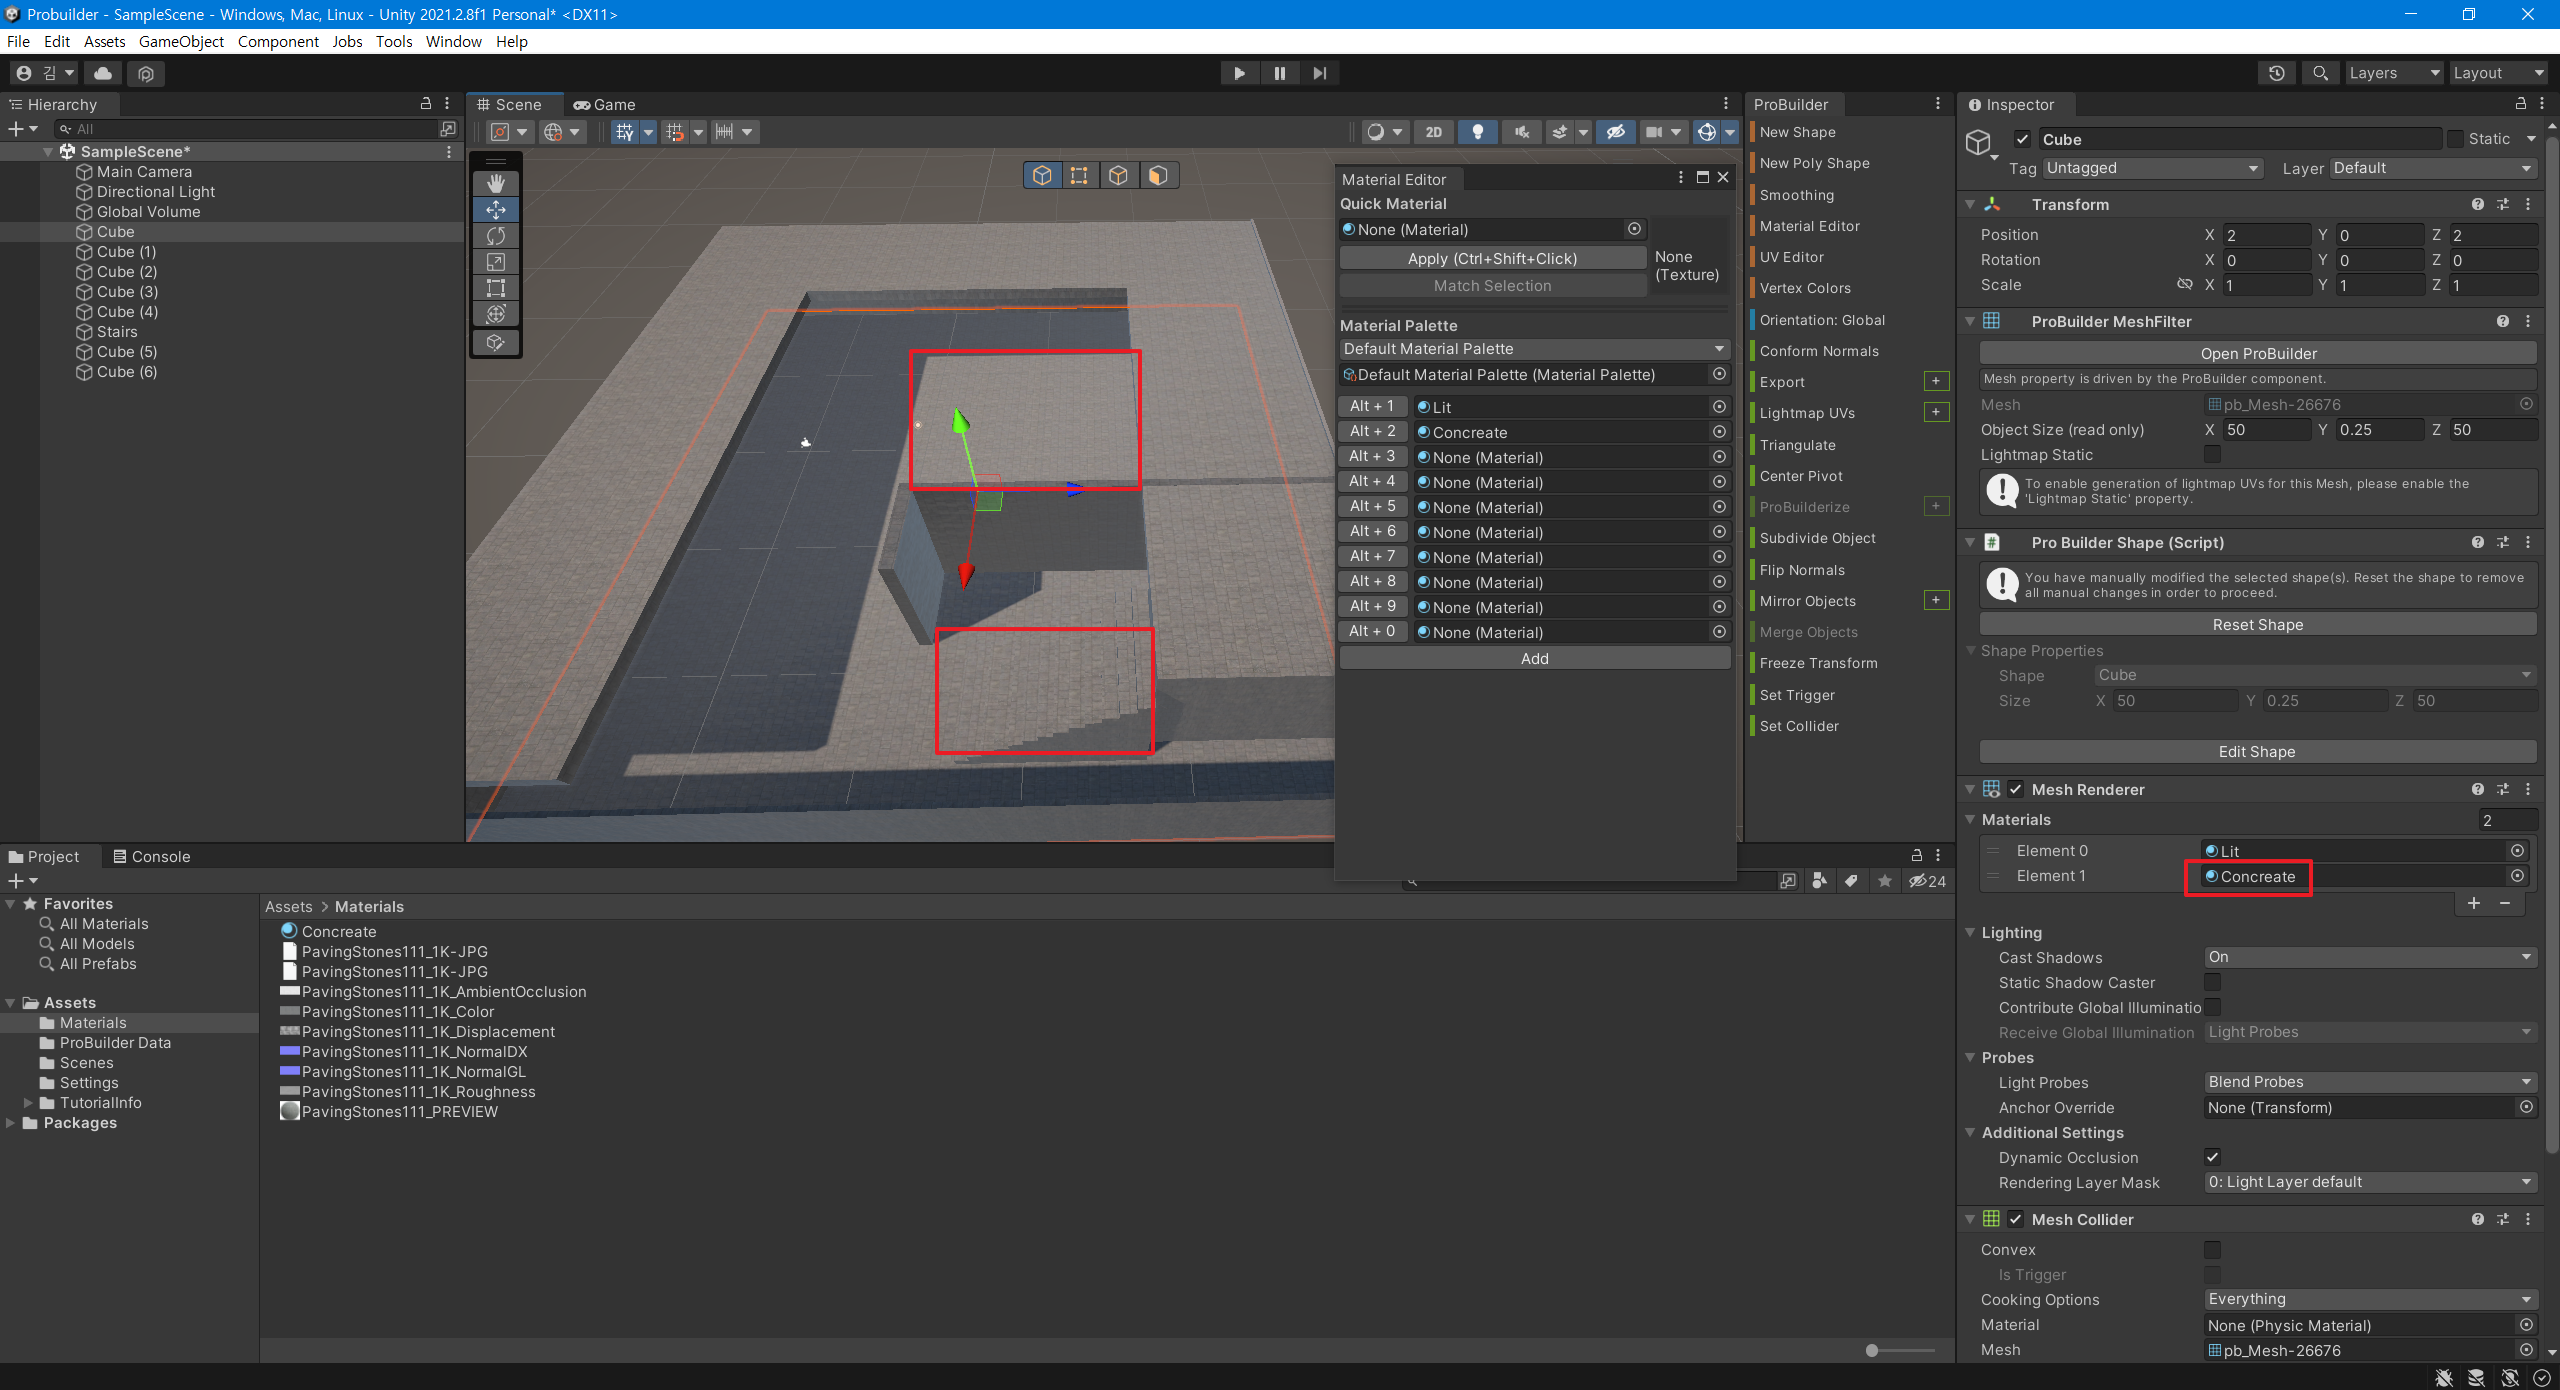 Probuilder - SampleScene - Windows, Mac, Linux - Unity 2021.2.8f1 Personal* <DX11>
File Edit Assets GameObject Component Jobs Tools Window Help
김 Layers Layout
Hierarchy
All
SampleScene*
Main Camera
Directional Light
Global Volume
Cube
Cube (1)
Cube (2)
Cube (3)
Cube (4)
Stairs
Cube (5)
Cube (6)
Scene Game
2D
Material Editor
Quick Material
None (Material)
Apply (Ctrl+Shift+Click)
Match Selection
None
(Texture)
Material Palette
Default Material Palette
Default Material Palette (Material Palette)
Alt + 1 Lit
Alt + 2 Concreate
Alt + 3 None (Material)
Alt + 4 None (Material)
Alt + 5 None (Material)
Alt + 6 None (Material)
Alt + 7 None (Material)
Alt + 8 None (Material)
Alt + 9 None (Material)
Alt + 0 None (Material)
Add
ProBuilder
New Shape
New Poly Shape
Smoothing
Material Editor
UV Editor
Vertex Colors
Orientation: Global
Conform Normals
Export +
Lightmap UVs +
Triangulate
Center Pivot
ProBuilderize +
Subdivide Object
Flip Normals
Mirror Objects +
Merge Objects
Freeze Transform
Set Trigger
Set Collider
Inspector
Cube Static
Tag Untagged Layer Default
Transform
Position X 2 Y 0 Z 2
Rotation X 0 Y 0 Z 0
Scale X 1 Y 1 Z 1
ProBuilder MeshFilter
Open ProBuilder
Mesh property is driven by the ProBuilder component.
Mesh pb_Mesh-26676
Object Size (read only) X 50 Y 0.25 Z 50
Lightmap Static
To enable generation of lightmap UVs for this Mesh, please enable the
'Lightmap Static' property.
Pro Builder Shape (Script)
You have manually modified the selected shape(s). Reset the shape to remove
all manual changes in order to proceed.
Reset Shape
Shape Properties
Shape Cube
Size X 50 Y 0.25 Z 50
Edit Shape
Mesh Renderer
Materials 2
Element 0 Lit
Element 1 Concreate
+ −
Lighting
Cast Shadows On
Static Shadow Caster
Contribute Global Illuminatio
Receive Global Illumination Light Probes
Probes
Light Probes Blend Probes
Anchor Override None (Transform)
Additional Settings
Dynamic Occlusion
Rendering Layer Mask 0: Light Layer default
Mesh Collider
Convex
Is Trigger
Cooking Options Everything
Material None (Physic Material)
Mesh pb_Mesh-26676
Project Console
24
Favorites
All Materials
All Models
All Prefabs
Assets
Materials
ProBuilder Data
Scenes
Settings
TutorialInfo
Packages
Assets > Materials
Concreate
PavingStones111_1K-JPG
PavingStones111_1K-JPG
PavingStones111_1K_AmbientOcclusion
PavingStones111_1K_Color
PavingStones111_1K_Displacement
PavingStones111_1K_NormalDX
PavingStones111_1K_NormalGL
PavingStones111_1K_Roughness
PavingStones111_PREVIEW